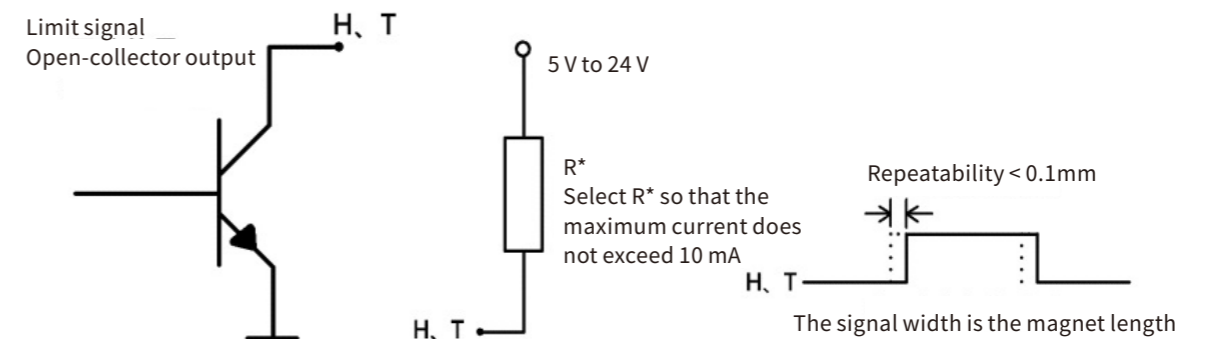 Limit signal
Open-collector output
H、T
5 V to 24 V
R*
Select R* so that the
maximum current does
not exceed 10 mA
H、T
Repeatability < 0.1mm
H、T
The signal width is the magnet length